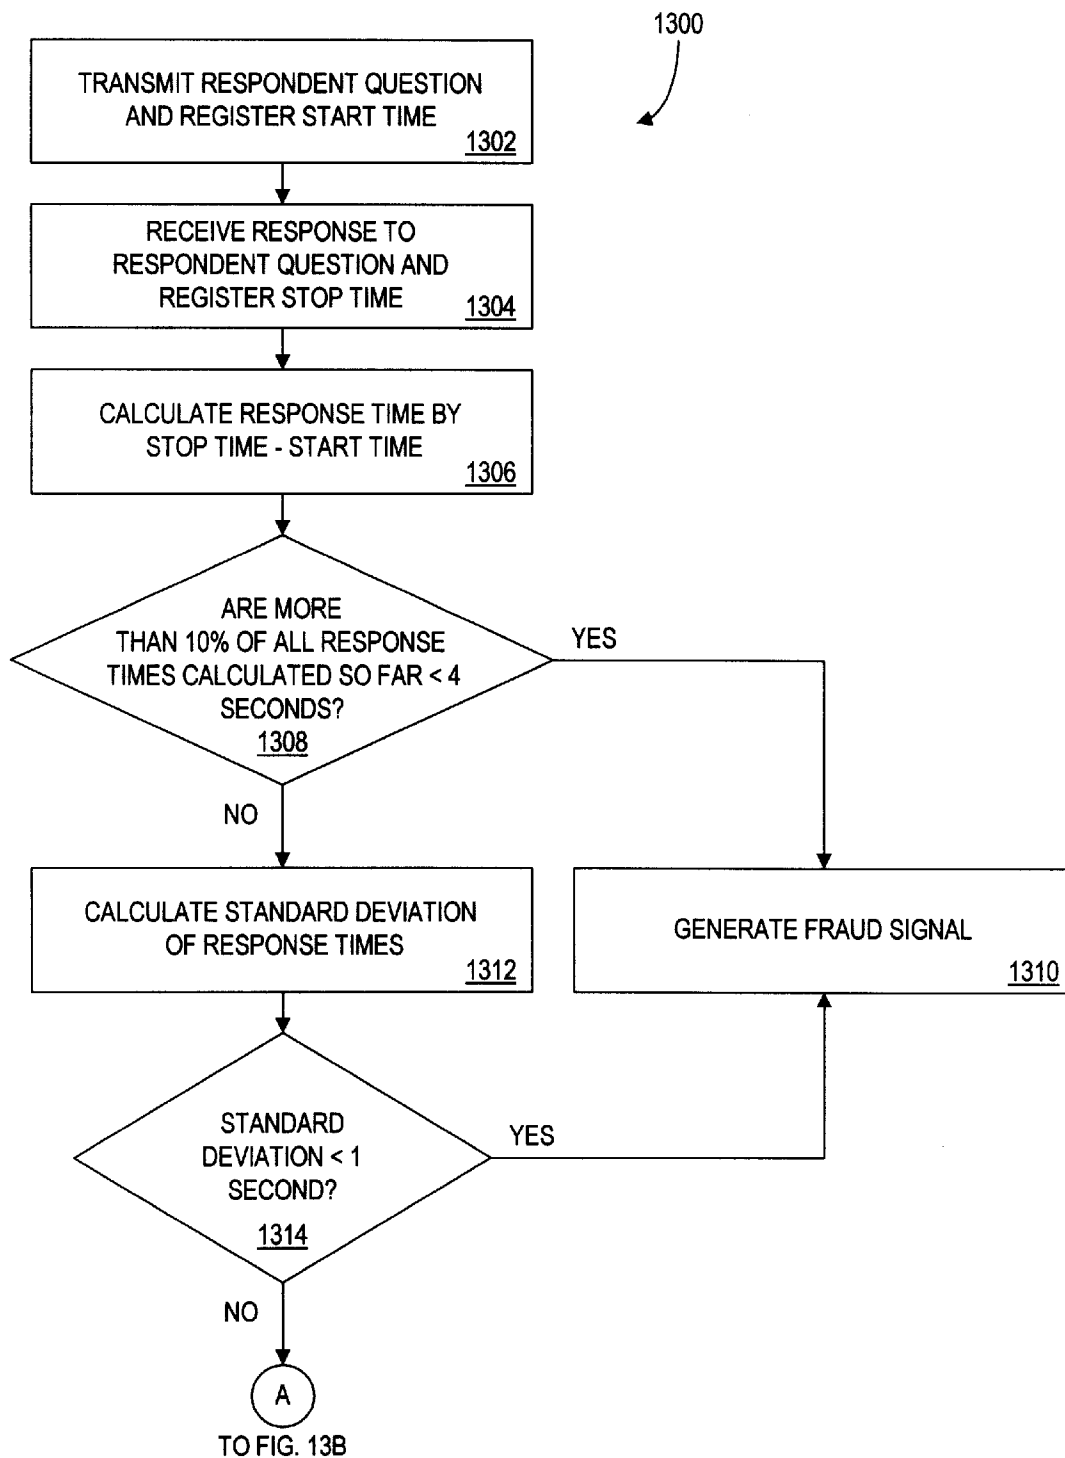 1300
TRANSMIT RESPONDENT QUESTION
AND REGISTER START TIME
1302
RECEIVE RESPONSE TO
RESPONDENT QUESTION AND
REGISTER STOP TIME
1304
CALCULATE RESPONSE TIME BY
STOP TIME - START TIME
1306
ARE MORE
THAN 10% OF ALL RESPONSE
TIMES CALCULATED SO FAR < 4
SECONDS?
1308
YES
NO
CALCULATE STANDARD DEVIATION
OF RESPONSE TIMES
1312
GENERATE FRAUD SIGNAL
1310
STANDARD
DEVIATION < 1
SECOND?
1314
YES
NO
A
TO FIG. 13B